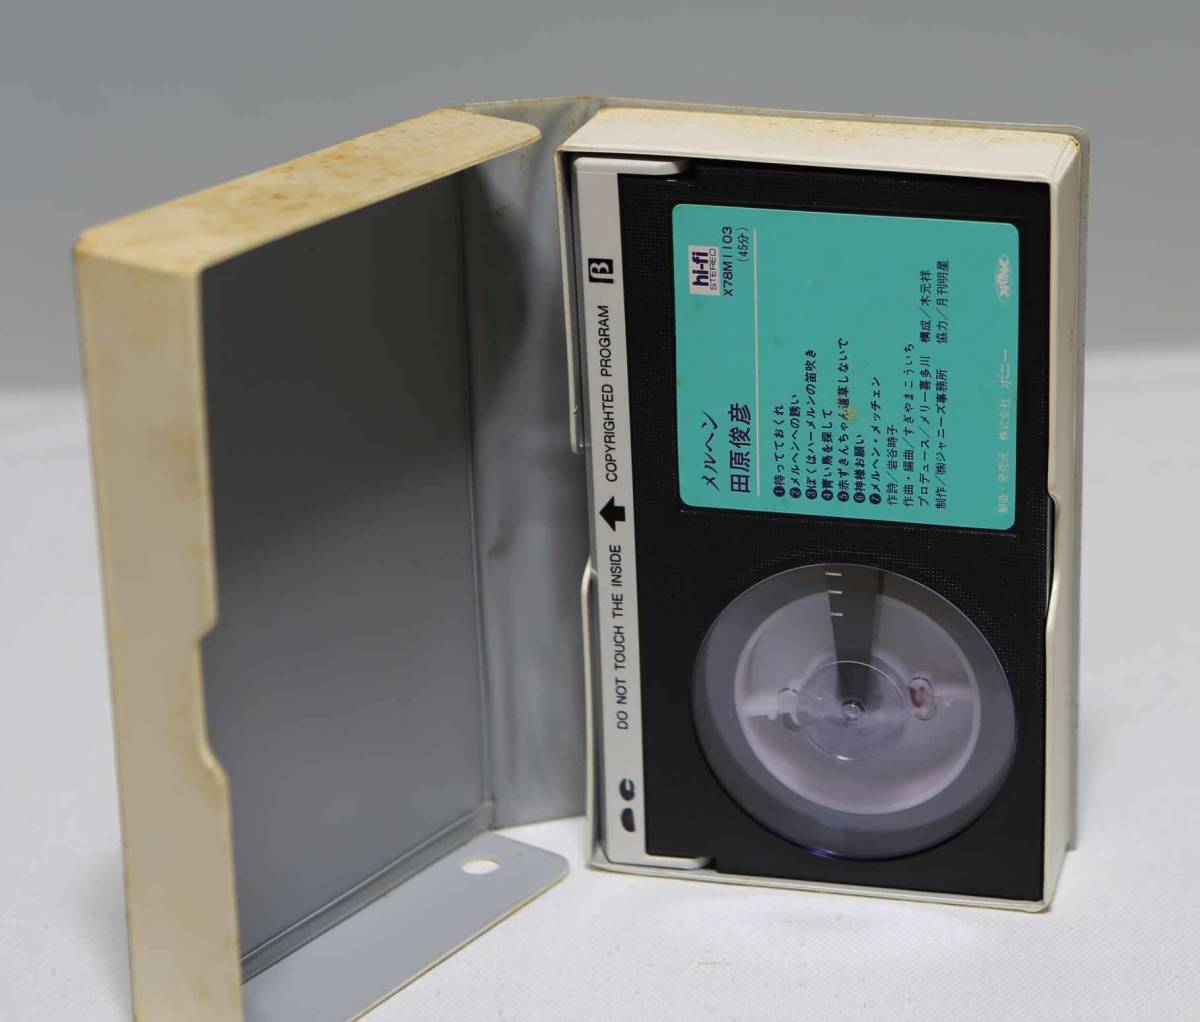 DO NOT TOUCH THE INSIDE COPYRIGHTED PROGRAM β
メルヘン
田原俊彦
hi-fi
STEREO
X78M1103
(45分)
❶待ってておくれ
❷メルヘンへの誘い
❸ぼくはハーメルンの笛吹き
❹青い鳥を探して
❺赤ずきんちゃん道草しないで
❻神様お願い
❼メルヘン・メッチェン
作詩/岩谷時子
作曲・編曲/すぎやまこういち
プロデュース/メリー喜多川 構成/木元祥
制作/㈱ジャニーズ事務所 協力/月刊明星
製造・発売元 株式会社 ポニー